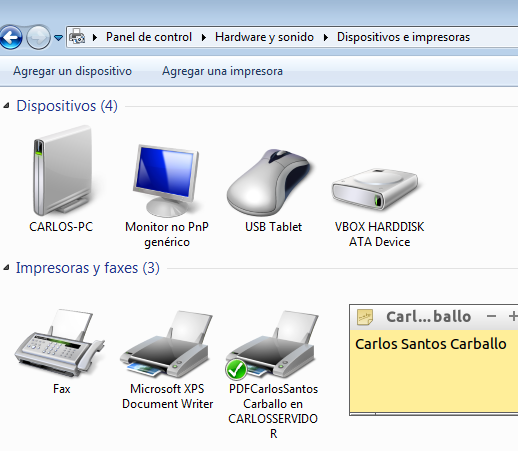 Panel de control Hardware y sonido Dispositivos e impresoras
Agregar un dispositivo Agregar una impresora
Dispositivos (4)
CARLOS-PC
Monitor no PnP
genérico
USB Tablet
VBOX HARDDISK
ATA Device
Impresoras y faxes (3)
Fax
Microsoft XPS
Document Writer
PDFCarlosSantos
Carballo en
CARLOSSERVIDO
R
Carl...ballo
Carlos Santos Carballo